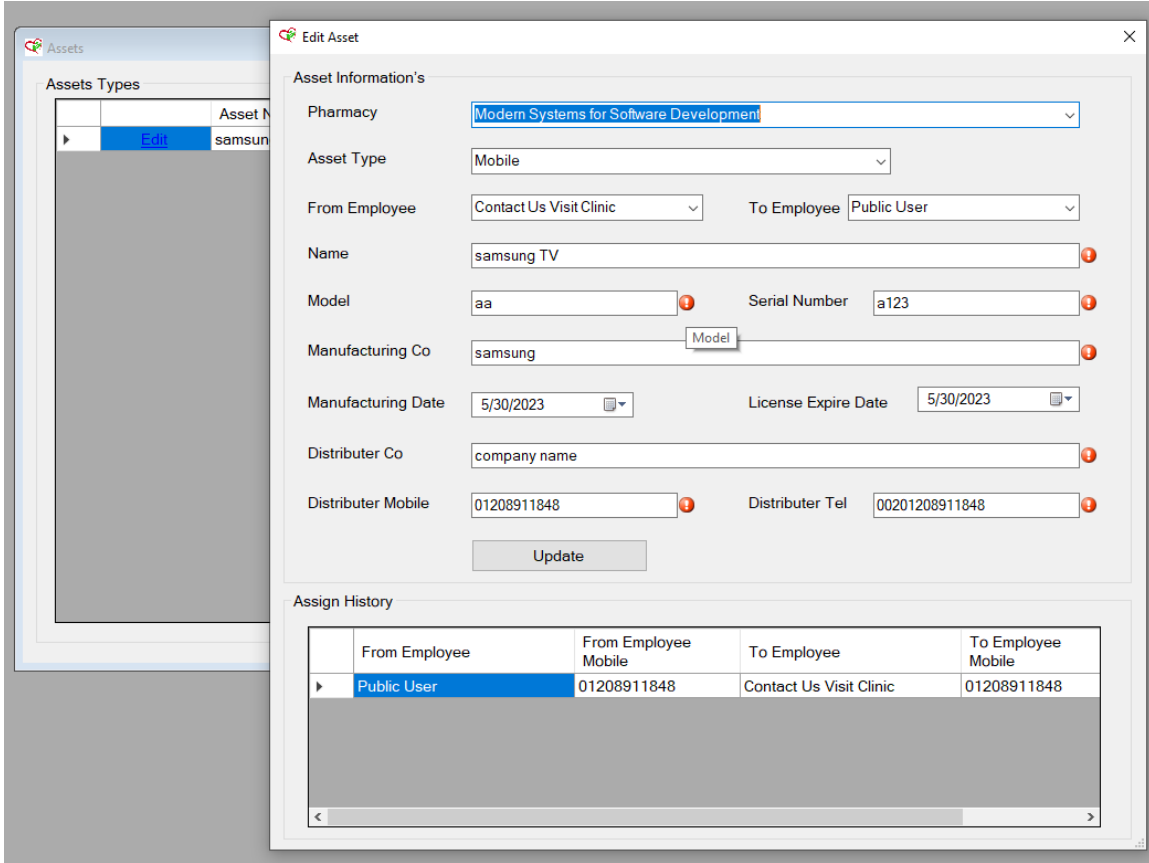 Assets
Assets Types
Asset N
Edit
samsun
Edit Asset
Asset Information's
Pharmacy
Modern Systems for Software Development
Asset Type
Mobile
From Employee
Contact Us Visit Clinic
To Employee
Public User
Name
samsung TV
Model
aa
Serial Number
a123
Model
Manufacturing Co
samsung
Manufacturing Date
5/30/2023
License Expire Date
5/30/2023
Distributer Co
company name
Distributer Mobile
01208911848
Distributer Tel
00201208911848
Update
Assign History
From Employee
From Employee
Mobile
To Employee
To Employee
Mobile
Public User
01208911848
Contact Us Visit Clinic
01208911848